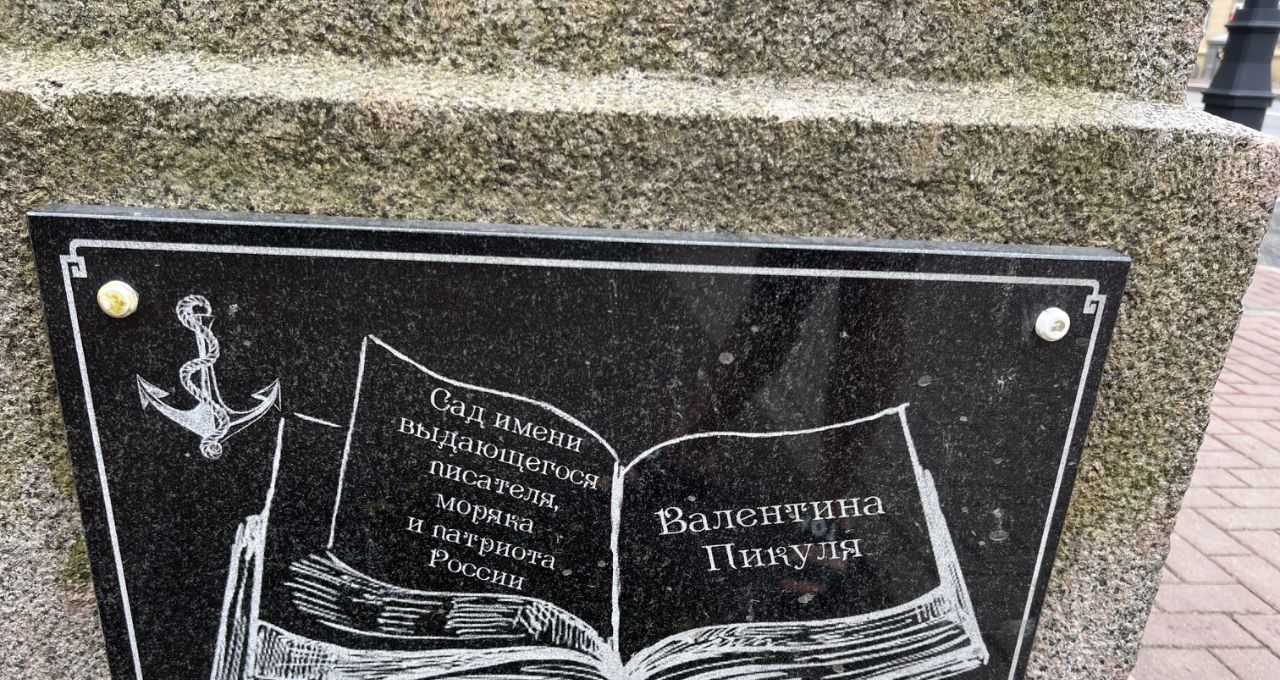 Сад имени
выдающегося
писателя,
моряка
и патриота
России
Валентина
Пикуля